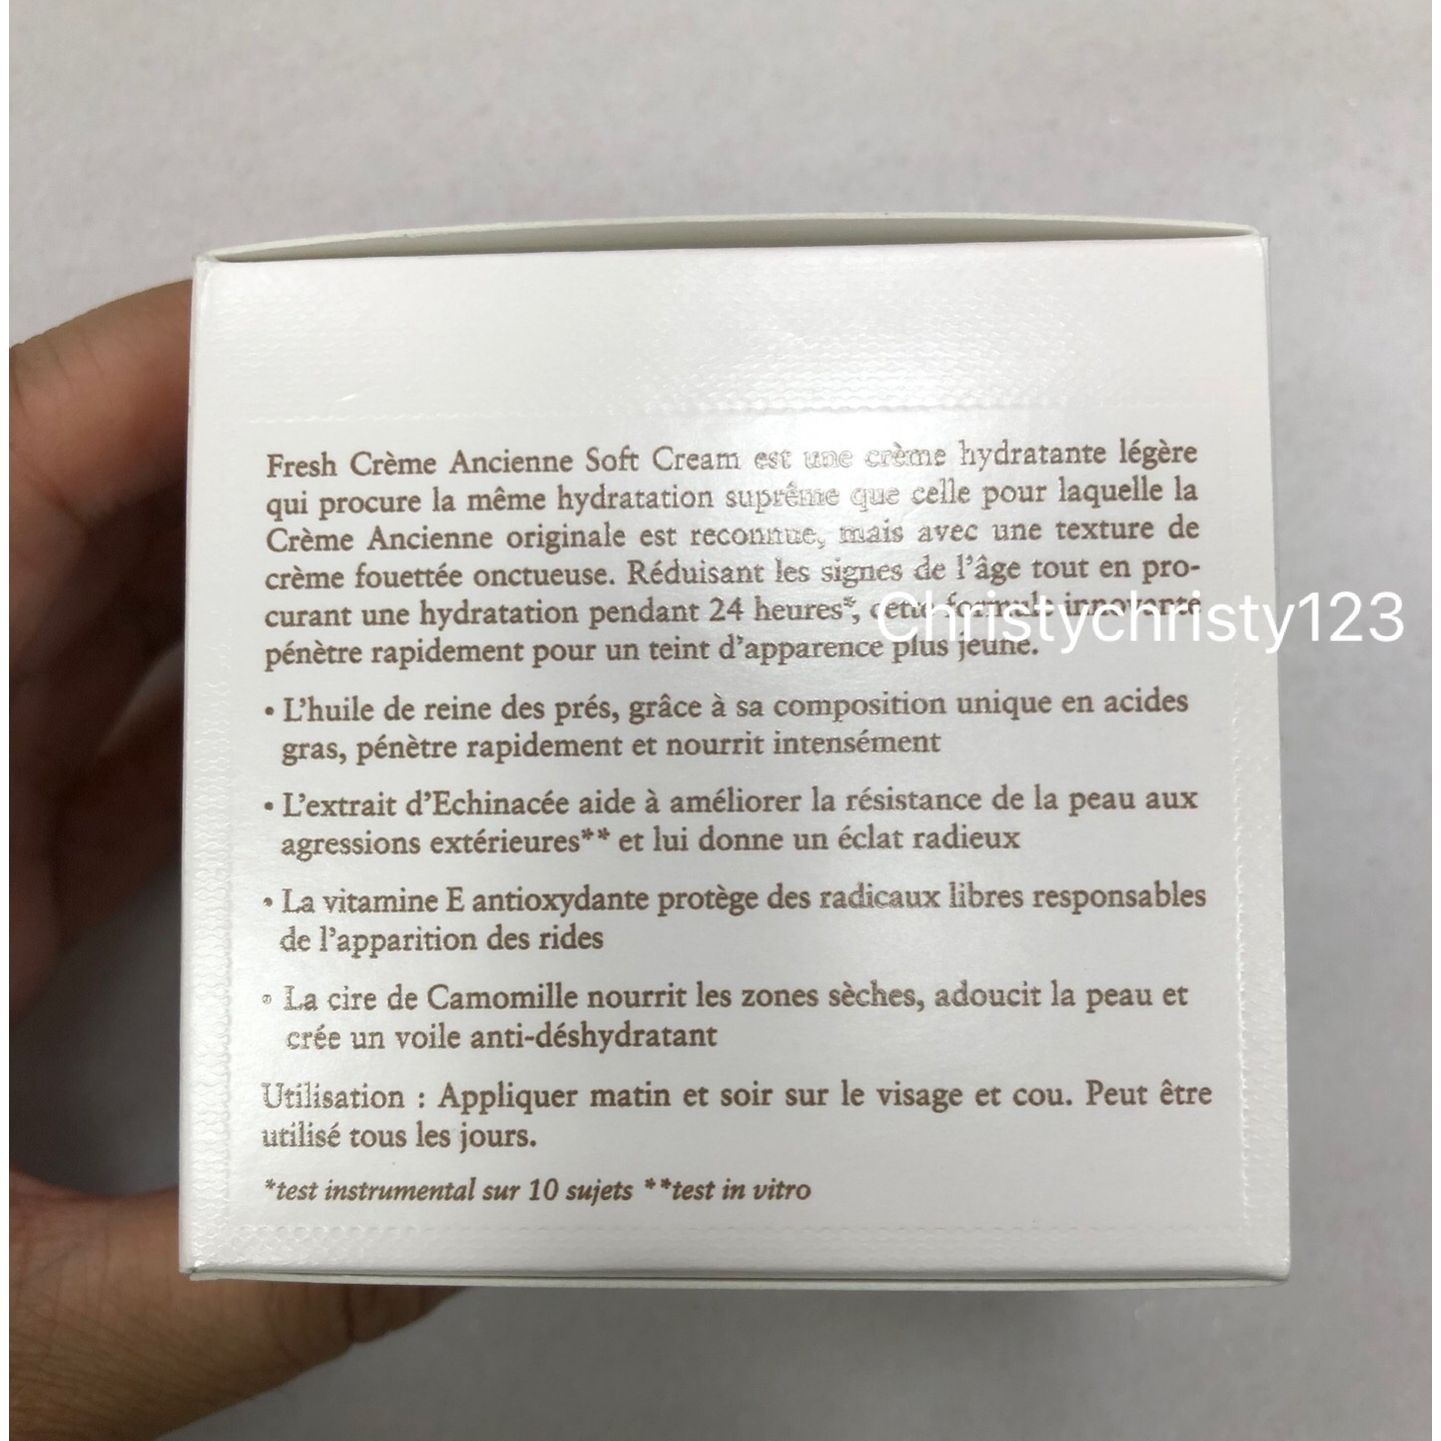 Fresh Crème Ancienne Soft Cream est une crème hydratante légère
qui procure la même hydratation suprême que celle pour laquelle la
Crème Ancienne originale est reconnue, mais avec une texture de
crème fouettée onctueuse. Réduisant les signes de l'âge tout en pro-
curant une hydratation pendant 24 heures*, cette formule innovante
Christychristy123
pénètre rapidement pour un teint d'apparence plus jeune.
• L'huile de reine des prés, grâce à sa composition unique en acides
gras, pénètre rapidement et nourrit intensément
• L'extrait d'Echinacée aide à améliorer la résistance de la peau aux
agressions extérieures** et lui donne un éclat radieux
• La vitamine E antioxydante protège des radicaux libres responsables
de l'apparition des rides
• La cire de Camomille nourrit les zones sèches, adoucit la peau et
crée un voile anti-déshydratant
Utilisation : Appliquer matin et soir sur le visage et cou. Peut être
utilisé tous les jours.
*test instrumental sur 10 sujets **test in vitro